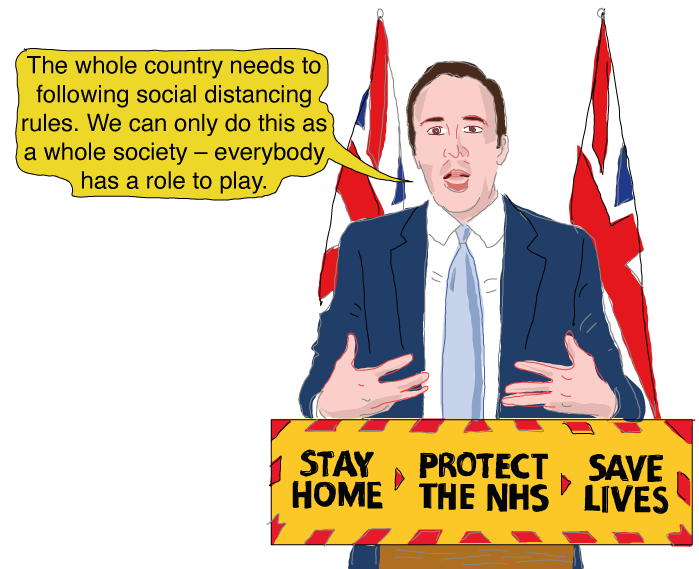 The whole country needs to
following social distancing
rules. We can only do this as
a whole society – everybody
has a role to play.
STAY
HOME
PROTECT
THE NHS
SAVE
LIVES